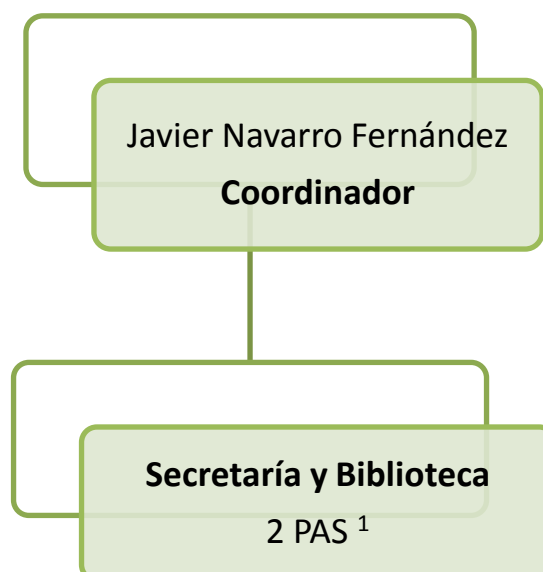 Javier Navarro Fernández
Coordinador
Secretaría y Biblioteca
2 PAS ¹